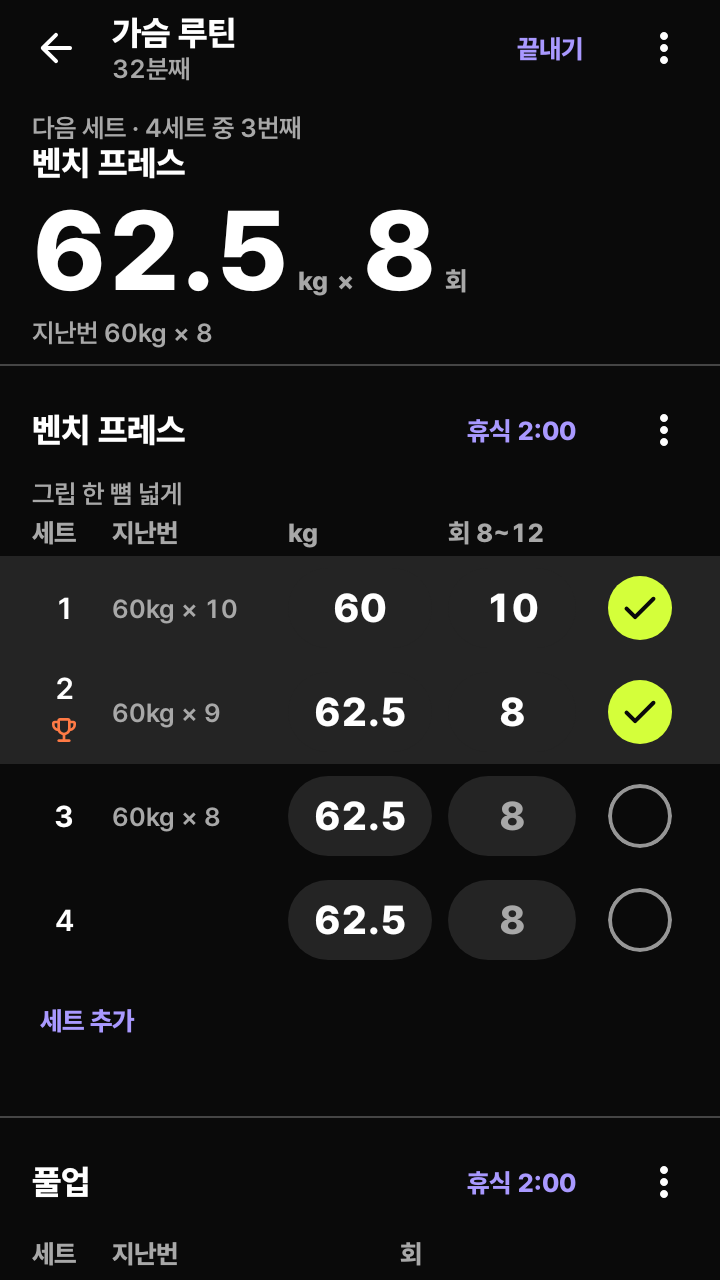 가슴 루틴
32분째
끝내기
다음 세트 · 4세트 중 3번째
벤치 프레스
62.5 kg × 8 회
지난번 60kg × 8
벤치 프레스
휴식 2:00
그립 한 뼘 넓게
세트 지난번 kg 회 8~12
1 60kg × 10 60 10
2 60kg × 9 62.5 8
3 60kg × 8 62.5 8
4 62.5 8
세트 추가
풀업
휴식 2:00
세트 지난번 회